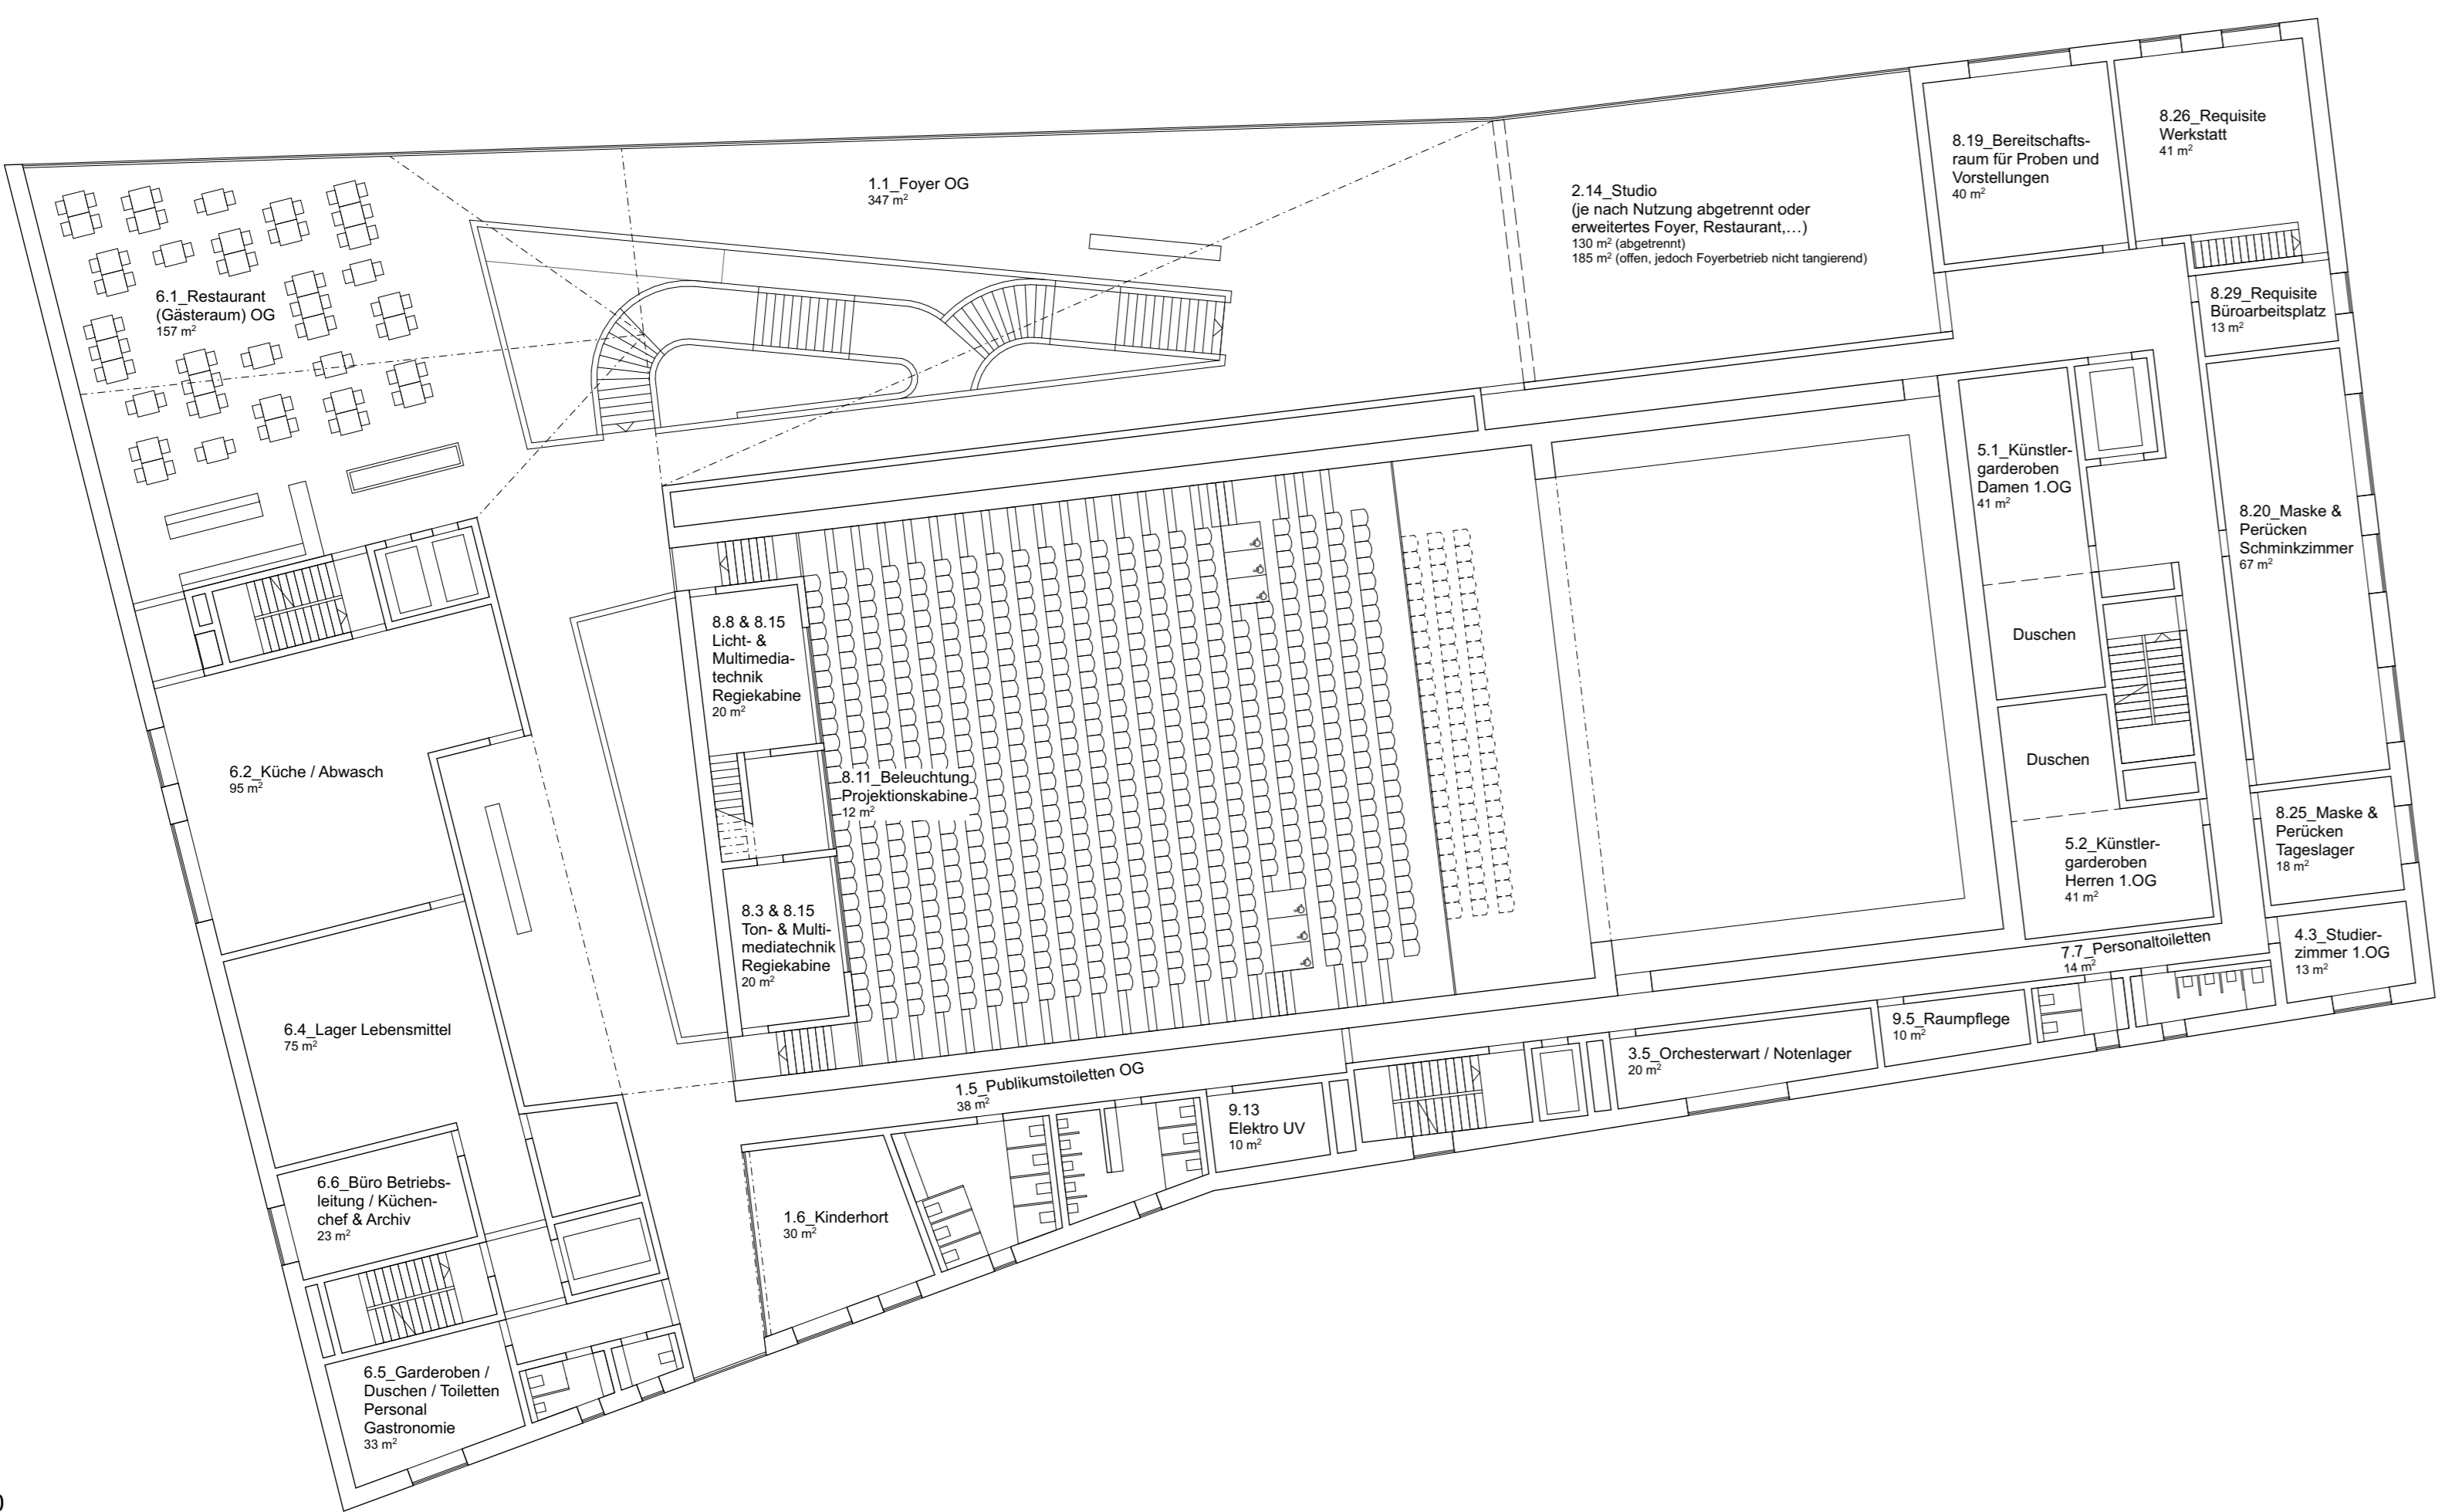 8.26_Requisite
Werkstatt
41 m²
8.19_Bereitschafts-
raum für Proben und
Vorstellungen
40 m²
1.1_Foyer OG
347 m²
2.14_Studio
(je nach Nutzung abgetrennt oder
erweitertes Foyer, Restaurant,…)
130 m² (abgetrennt)
185 m² (offen, jedoch Foyerbetrieb nicht tangierend)
6.1_Restaurant
(Gästeraum) OG
157 m²
8.29_Requisite
Büroarbeitsplatz
13 m²
5.1_Künstler-
garderoben
Damen 1.OG
41 m²
8.20_Maske &
Perücken
Schminkzimmer
67 m²
8.8 & 8.15
Licht- &
Multimedia-
technik
Regiekabine
20 m²
Duschen
6.2_Küche / Abwasch
95 m²
8.11_Beleuchtung
Projektionskabine
12 m²
Duschen
8.25_Maske &
Perücken
Tageslager
18 m²
5.2_Künstler-
garderoben
Herren 1.OG
41 m²
8.3 & 8.15
Ton- & Multi-
mediatechnik
Regiekabine
20 m²
4.3_Studier-
zimmer 1.OG
13 m²
7.7_Personaltoiletten
14 m²
6.4_Lager Lebensmittel
75 m²
9.5_Raumpflege
10 m²
3.5_Orchesterwart / Notenlager
20 m²
1.5_Publikumstoiletten OG
38 m²
9.13
Elektro UV
10 m²
6.6_Büro Betriebs-
leitung / Küchen-
chef & Archiv
23 m²
1.6_Kinderhort
30 m²
6.5_Garderoben /
Duschen / Toiletten
Personal
Gastronomie
33 m²